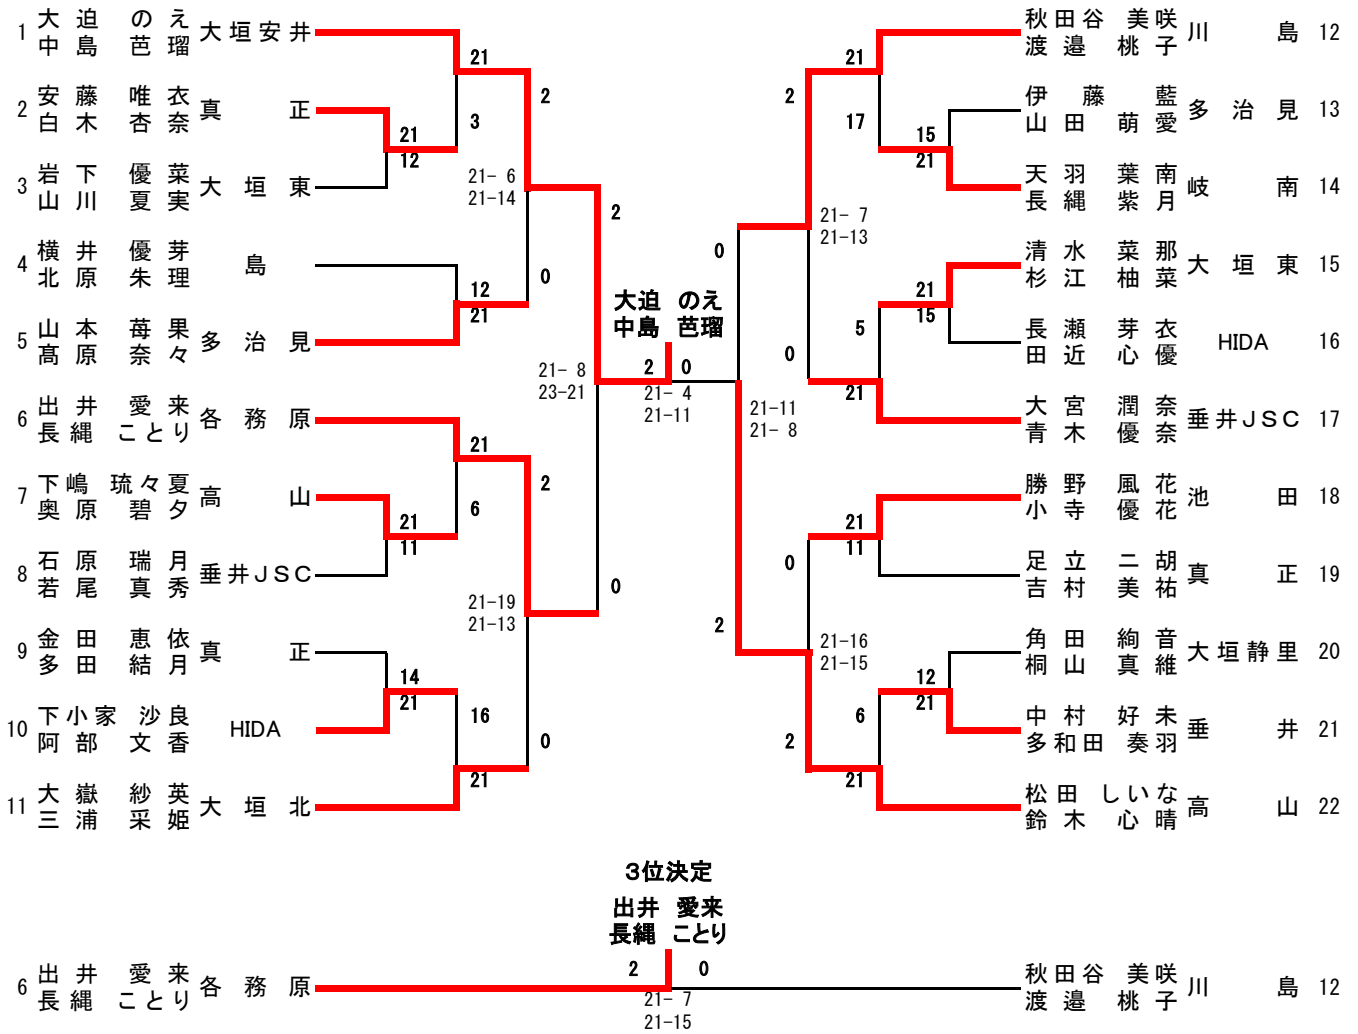 1 大迫 のえ 大垣安井
中島 芭瑠
2 安藤 唯衣 真正
白木 杏奈
3 岩下 優菜 大垣東
山川 夏実
4 横井 優芽 島
北原 朱理
5 山本 苺果 多治見
髙原 奈々
6 出井 愛来 各務原
長縄 ことり
7 下嶋 琉々夏 高山
奥原 碧夕
8 石原 瑞月 垂井JSC
若尾 真秀
9 金田 恵依 真正
多田 結月
10 下小家 沙良 HIDA
阿部 文香
11 大嶽 紗英 大垣北
三浦 采姫
21
3
21
12
2
21- 6
21-14
12
21
0
2
21- 8
23-21
21
6
21
11
2
21-19
21-13
0
14
21
16
21
0
大迫 のえ
中島 芭瑠
2 0
21- 4
21-11
秋田谷 美咲 川島 12
渡邉 桃子
伊藤 藍 多治見 13
山田 萌愛
天羽 葉南 岐南 14
長縄 紫月
清水 菜那 大垣東 15
杉江 柚菜
長瀬 芽衣 HIDA 16
田近 心優
大宮 潤奈 垂井JSC 17
青木 優奈
勝野 風花 池田 18
小寺 優花
足立 二胡 真正 19
吉村 美祐
角田 絢音 大垣静里 20
桐山 真維
中村 好未 垂井 21
多和田 奏羽
松田 しいな 高山 22
鈴木 心晴
21
17
15
21
2
21- 7
21-13
0
21
15
5
21
0
21-11
21- 8
21
11
0
21-16
21-15
2
12
21
6
21
2
3位決定
出井 愛来
長縄 ことり
2 0
21- 7
21-15
6 出井 愛来 各務原
長縄 ことり
秋田谷 美咲 川島 12
渡邉 桃子